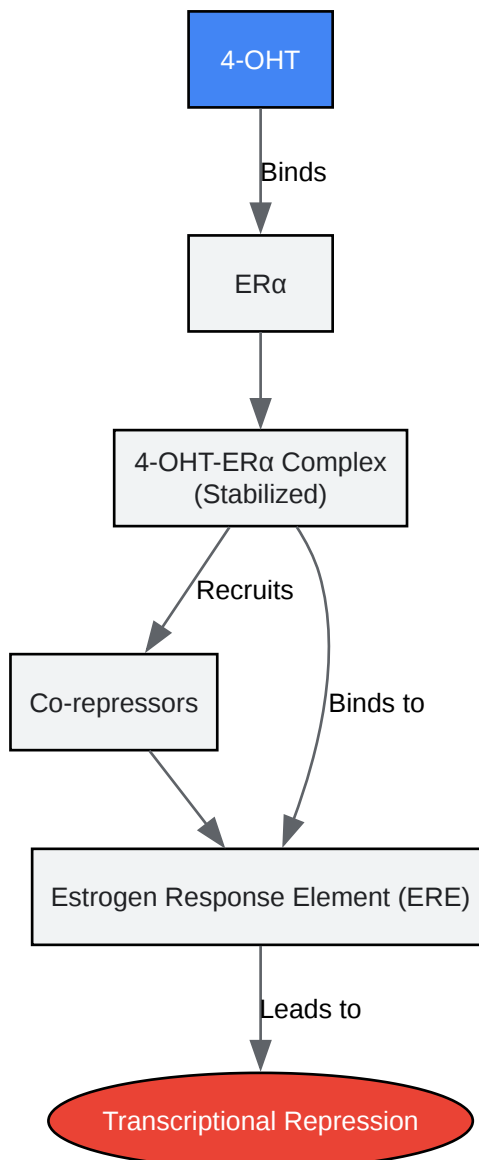 4-OHT
Binds
ERα
4-OHT-ERα Complex
(Stabilized)
Recruits
Co-repressors
Binds to
Estrogen Response Element (ERE)
Leads to
Transcriptional Repression